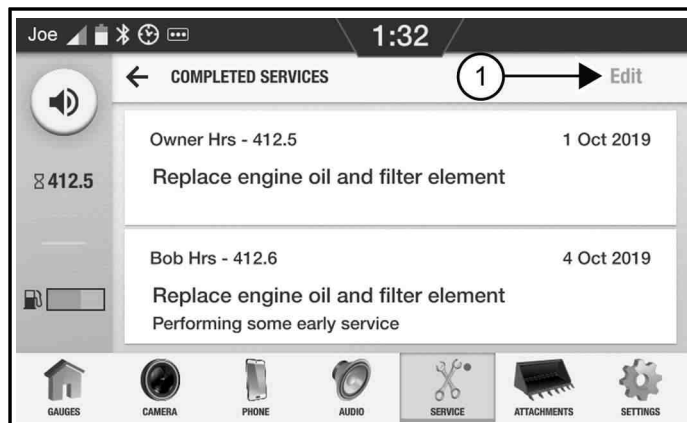 Joe 1:32
← COMPLETED SERVICES 1 Edit
Owner Hrs - 412.5 1 Oct 2019
Replace engine oil and filter element
412.5
Bob Hrs - 412.6 4 Oct 2019
Replace engine oil and filter element
Performing some early service
GAUGES CAMERA PHONE AUDIO SERVICE ATTACHMENTS SETTINGS